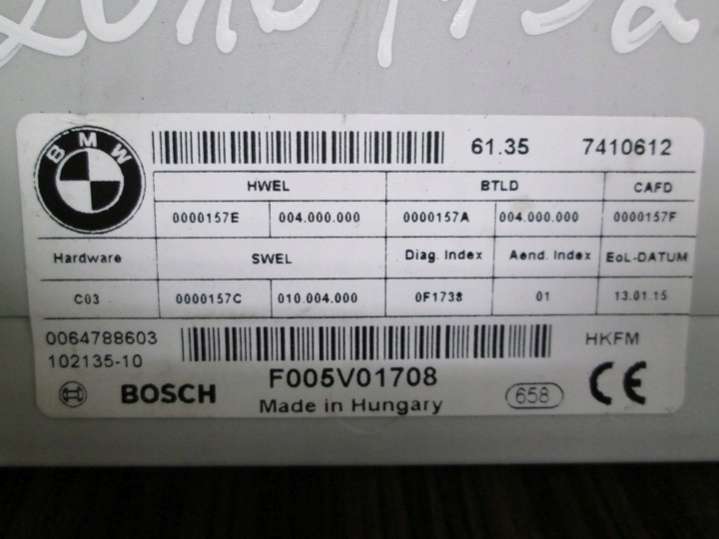 BMW 61.35 7410612
HWEL BTLD CAFD
0000157E 004.000.000 0000157A 004.000.000 0000157F
Hardware SWEL Diag. Index Aend. Index EoL-DATUM
C03 0000157C 010.004.000 0F1738 01 13.01.15
0064788603 HKFM
102135-10
BOSCH F005V01708 658 CE
Made in Hungary